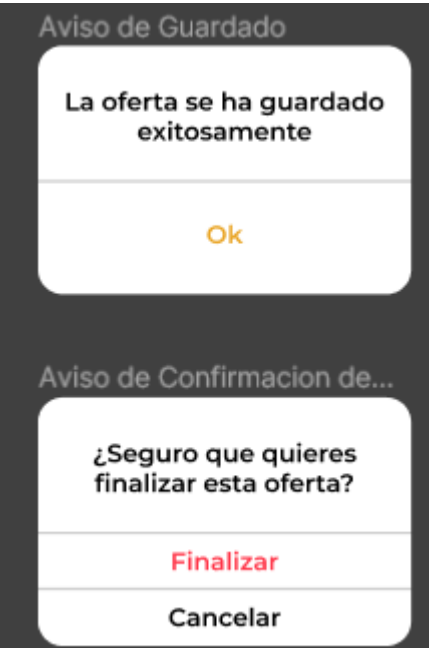 Aviso de Guardado
La oferta se ha guardado
exitosamente
Ok
Aviso de Confirmacion de...
¿Seguro que quieres
finalizar esta oferta?
Finalizar
Cancelar